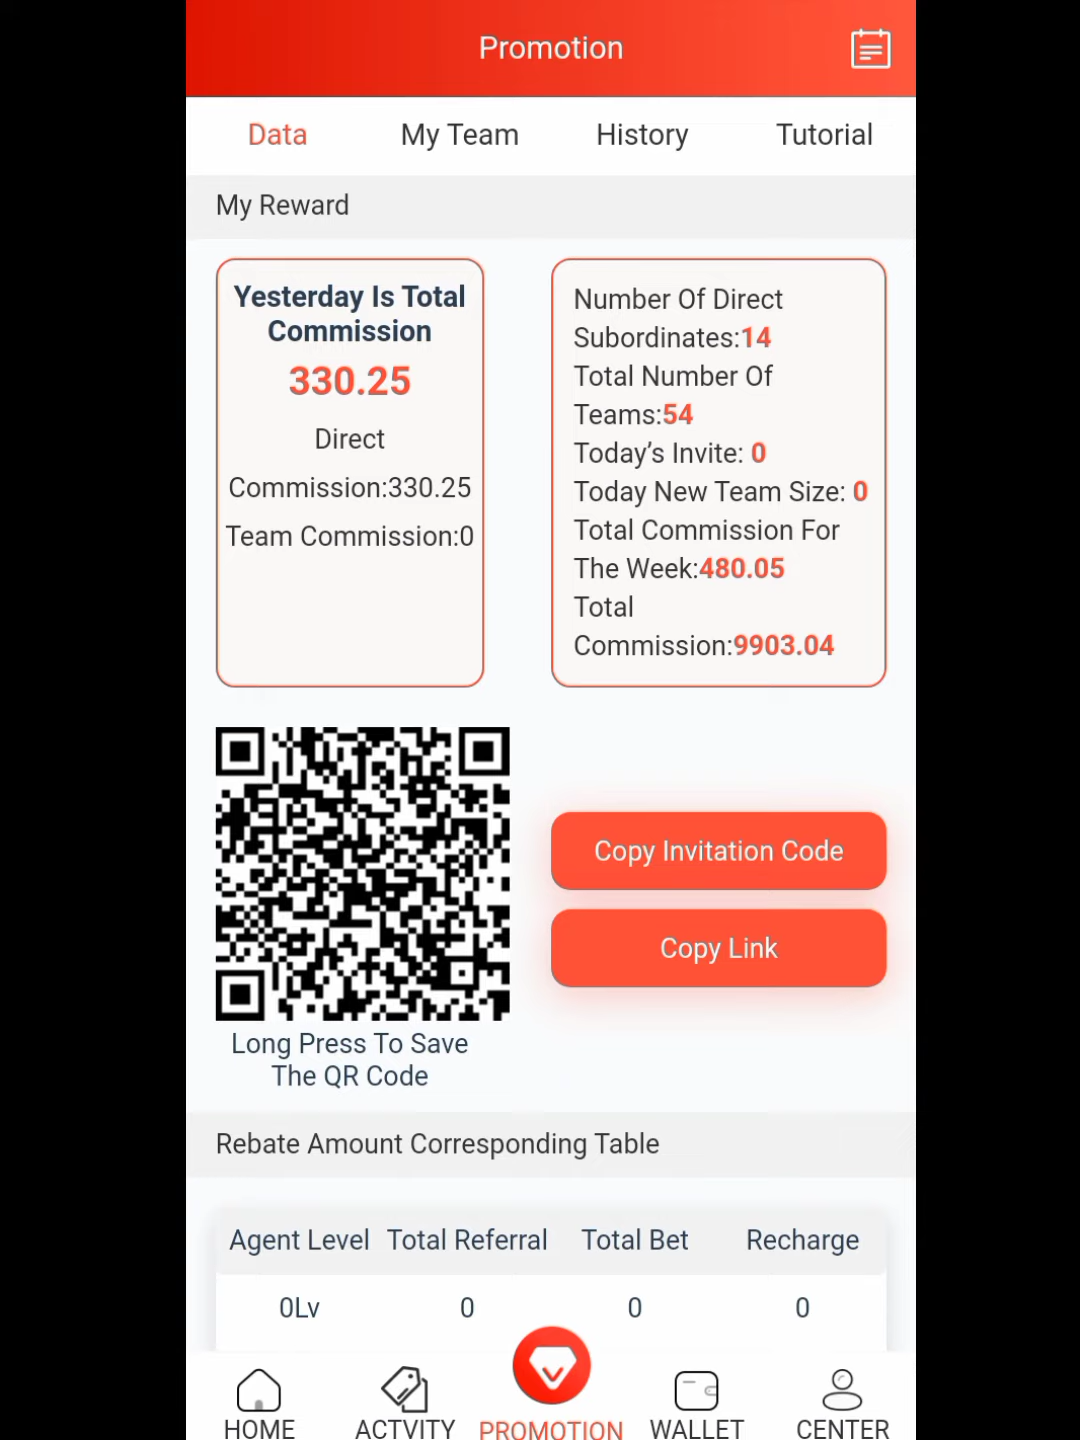 Promotion
Data
My Team
History
Tutorial
My Reward
Yesterday Is Total
Commission
330.25
Direct
Commission:330.25
Team Commission:0
Number Of Direct
Subordinates:14
Total Number Of
Teams:54
Today’s Invite: 0
Today New Team Size: 0
Total Commission For
The Week:480.05
Total
Commission:9903.04
Copy Invitation Code
Copy Link
Long Press To Save
The QR Code
Rebate Amount Corresponding Table
Agent Level Total Referral Total Bet Recharge
0Lv 0 0 0
HOME ACTVITY PROMOTION WALLET CENTER